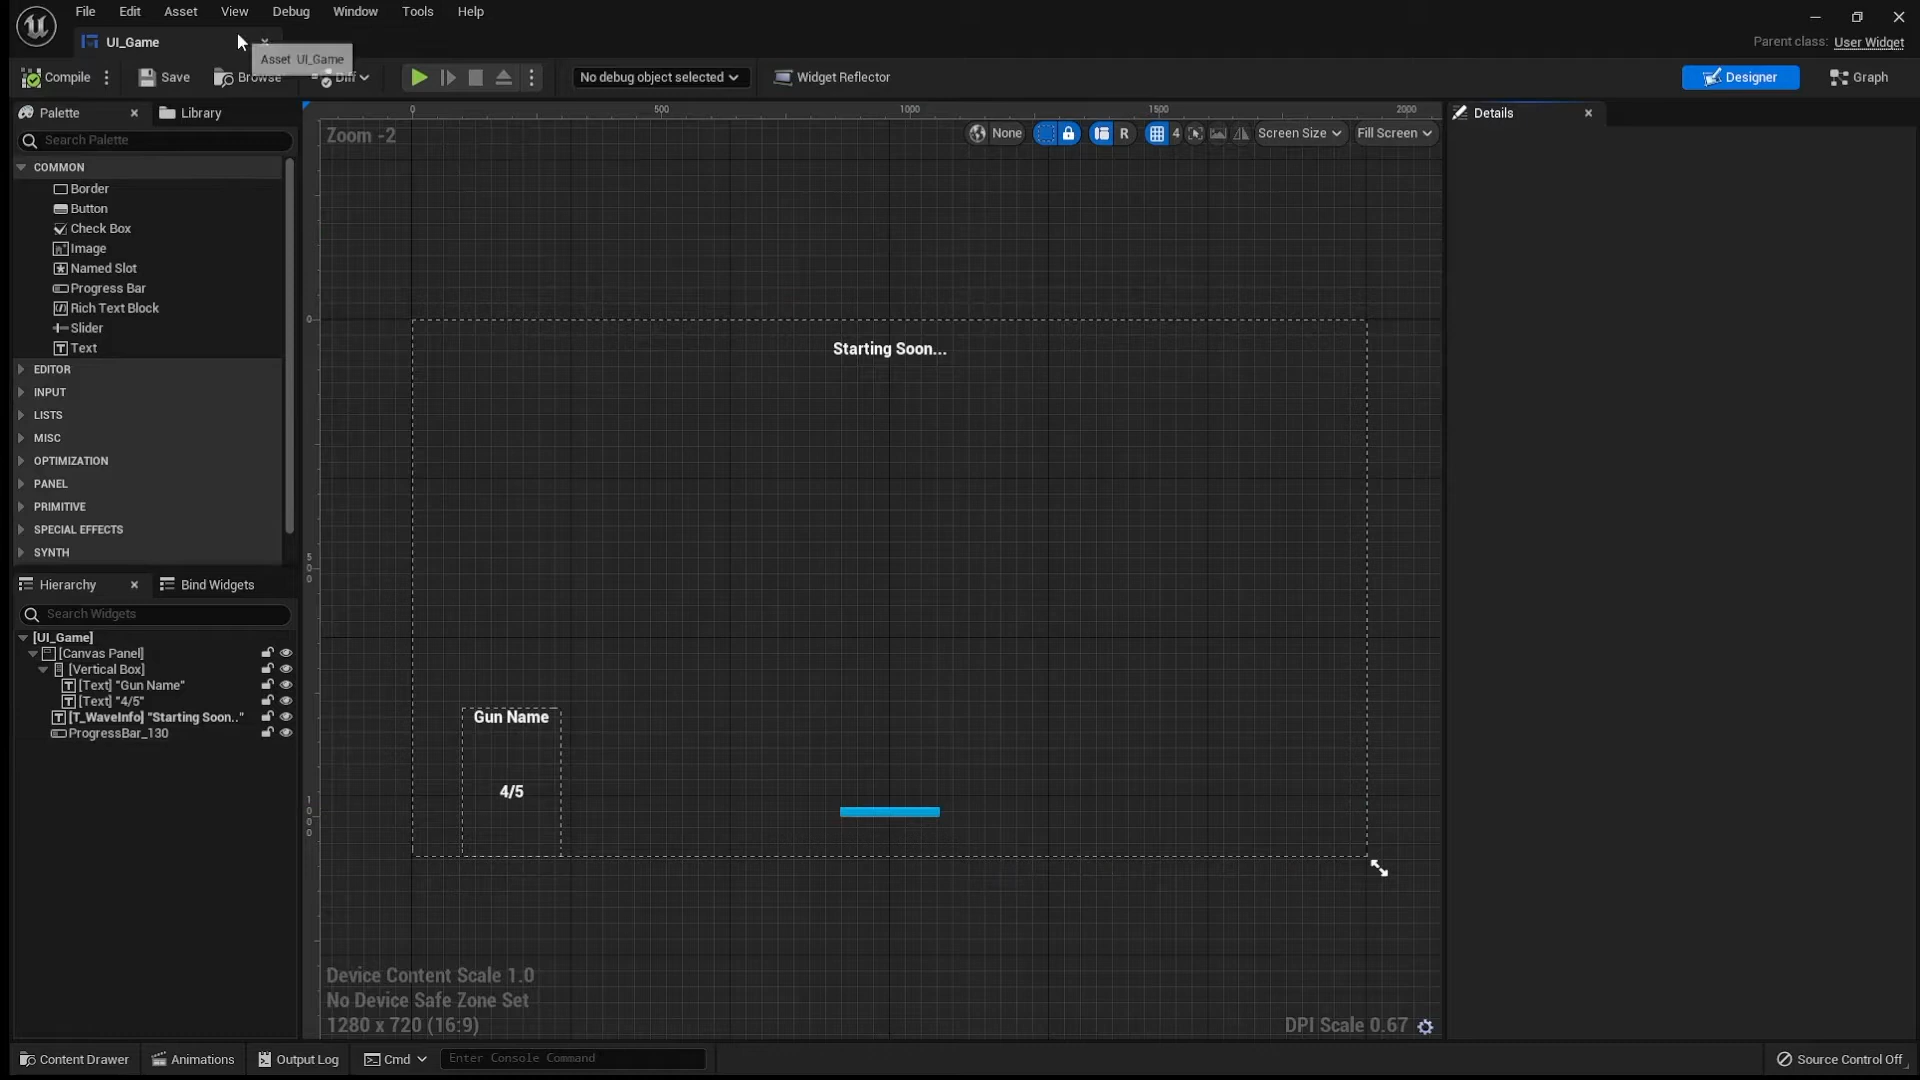 File Edit Asset View Debug Window Tools Help
UI_Game
Parent class: User Widget
Asset UI_Game
Compile Save Browse Diff No debug object selected Widget Reflector Designer Graph
Palette Library Details
0 500 1000 1500 2000
Zoom -2 None R 4 Screen Size Fill Screen
Search Palette
COMMON
Border
Button
Check Box
Image
Named Slot
Progress Bar
Rich Text Block
Slider
Text
EDITOR
INPUT
LISTS
MISC
OPTIMIZATION
PANEL
PRIMITIVE
SPECIAL EFFECTS
SYNTH
Hierarchy Bind Widgets
Search Widgets
[UI_Game]
[Canvas Panel]
[Vertical Box]
[Text] "Gun Name"
[Text] "4/5"
[T_WaveInfo] "Starting Soon.."
ProgressBar_130
0
500
1000
Starting Soon...
Gun Name
4/5
Device Content Scale 1.0
No Device Safe Zone Set
1280 x 720 (16:9)
DPI Scale 0.67
Content Drawer Animations Output Log Cmd Enter Console Command Source Control Off